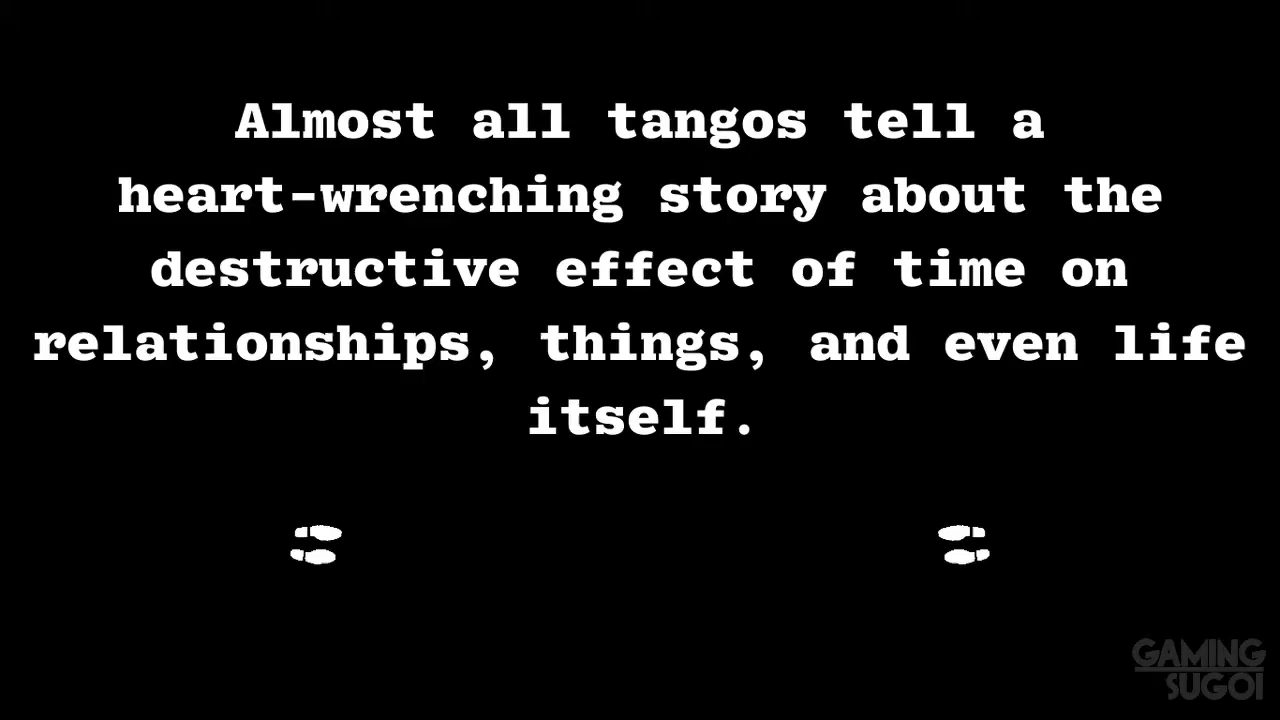 Almost all tangos tell a
heart-wrenching story about the
destructive effect of time on
relationships, things, and even life
itself.
GAMING
SUGOI